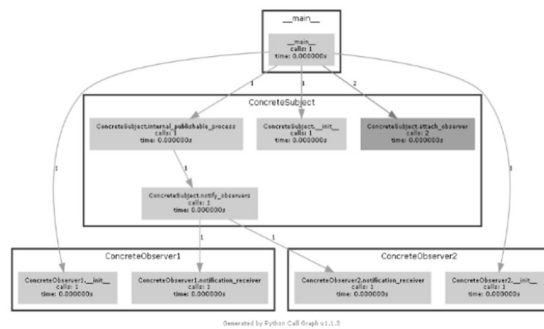 __main__
__main__
calls: 1
time: 0.000000s
1
1
2
ConcreteSubject
ConcreteSubject.internal_publishable_process
calls: 1
time: 0.000000s
ConcreteSubject.__init__
calls: 1
time: 0.000000s
ConcreteSubject.attach_observer
calls: 2
time: 0.000000s
1
1
1
ConcreteSubject.notify_observers
calls: 1
time: 0.000000s
1
1
ConcreteObserver1
ConcreteObserver2
ConcreteObserver1.__init__
calls: 1
time: 0.000000s
ConcreteObserver1.notification_receiver
calls: 1
time: 0.000000s
ConcreteObserver2.notification_receiver
calls: 1
time: 0.000000s
ConcreteObserver2.__init__
calls: 1
time: 0.000000s
Generated by Python Call Graph v1.1.3